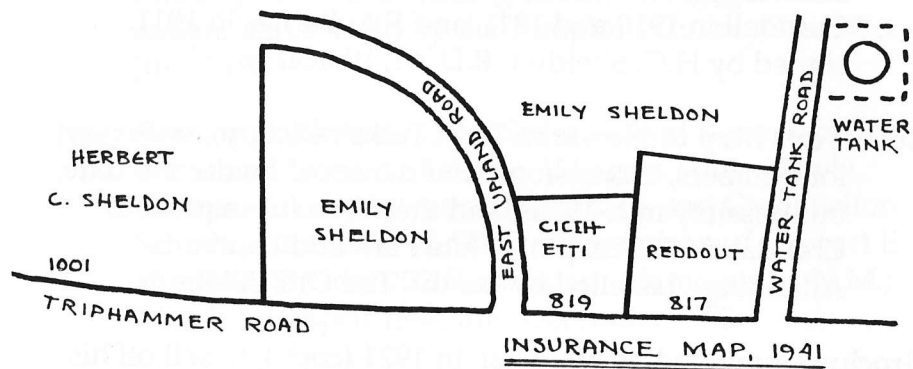 HERBERT
C. SHELDON
EMILY
SHELDON
EAST UPLAND ROAD
EMILY SHELDON
CICEH
ETTI
REDDOUT
WATER TANK ROAD
WATER
TANK
1001
TRIPHAMMER ROAD
819
817
INSURANCE MAP, 1941